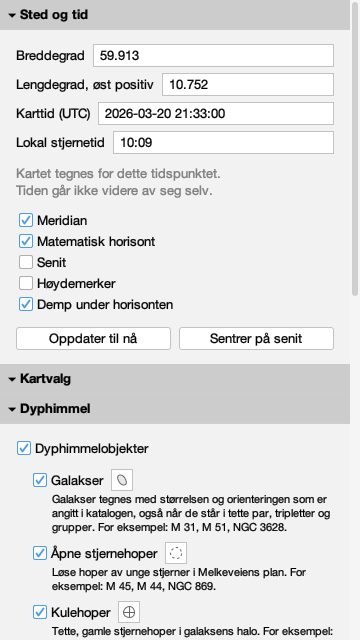 Sted og tid
Breddegrad 59.913
Lengdegrad, øst positiv 10.752
Karttid (UTC) 2026-03-20 21:33:00
Lokal stjernetid 10:09
Kartet tegnes for dette tidspunktet.
Tiden går ikke videre av seg selv.
Meridian
Matematisk horisont
Senit
Høydemerker
Demp under horisonten
Oppdater til nå Sentrer på senit
Kartvalg
Dyphimmel
Dyphimmelobjekter
Galakser
Galakser tegnes med størrelsen og orienteringen som er
angitt i katalogen, også når de står i tette par, tripletter og
grupper. For eksempel: M 31, M 51, NGC 3628.
Åpne stjernehoper
Løse hoper av unge stjerner i Melkeveiens plan. For
eksempel: M 45, M 44, NGC 869.
Kulehoper
Tette, gamle stjernehoper i galaksens halo. For eksempel: